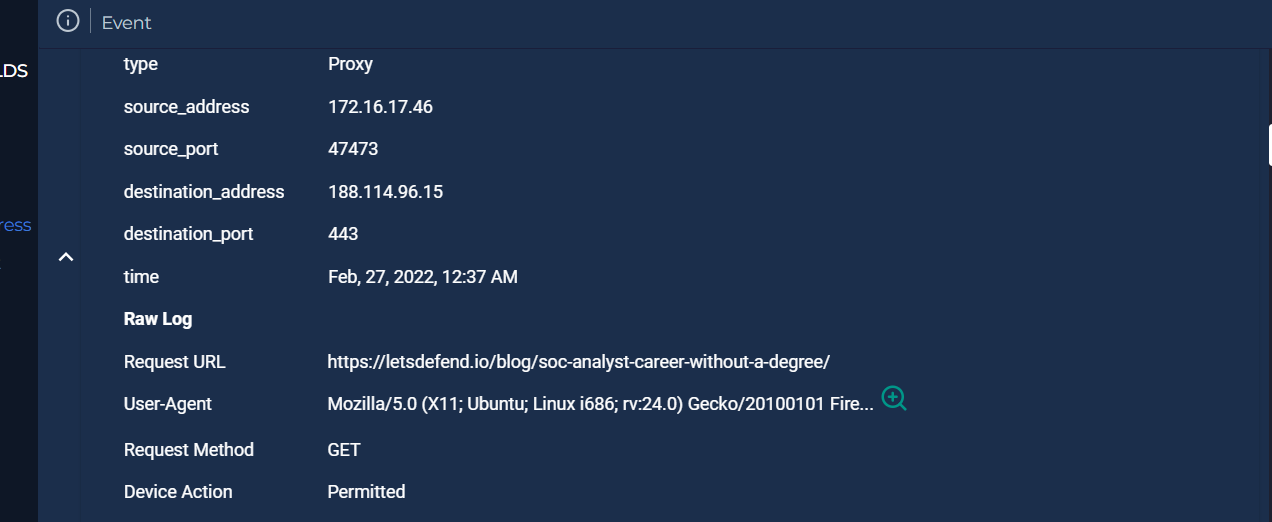 Event
LDS
type Proxy
source_address 172.16.17.46
source_port 47473
destination_address 188.114.96.15
ress
destination_port 443
time Feb, 27, 2022, 12:37 AM
Raw Log
Request URL https://letsdefend.io/blog/soc-analyst-career-without-a-degree/
User-Agent Mozilla/5.0 (X11; Ubuntu; Linux i686; rv:24.0) Gecko/20100101 Fire...
Request Method GET
Device Action Permitted